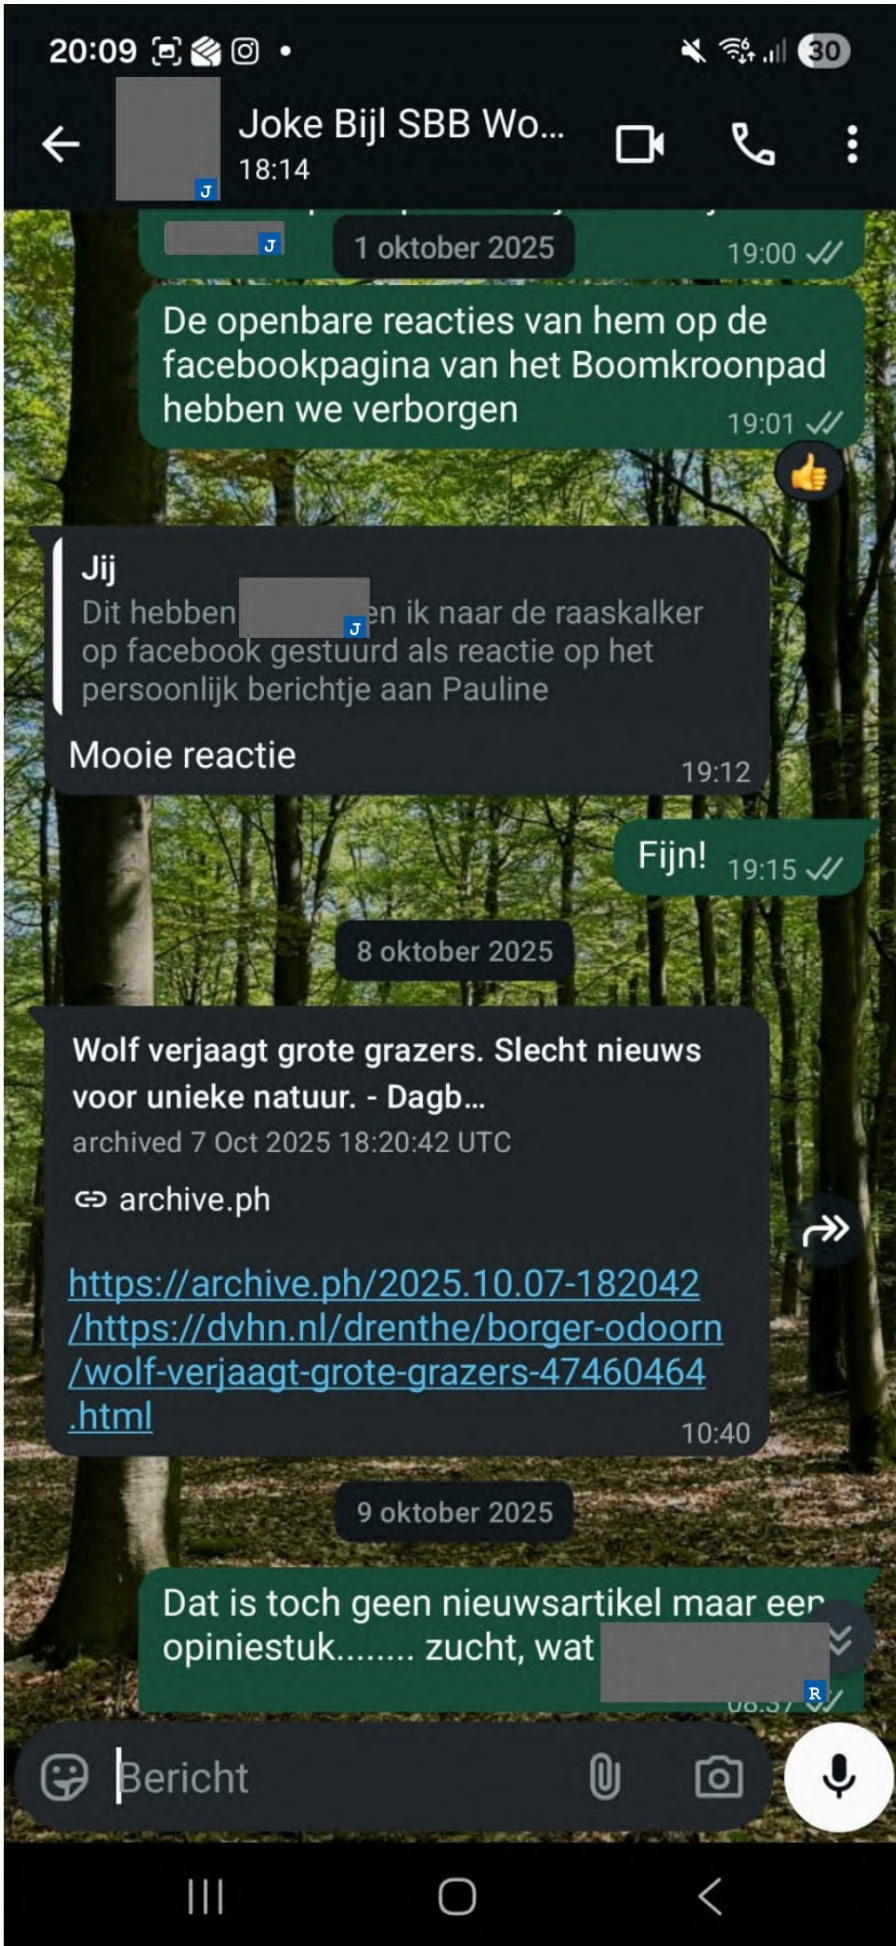 20:09
30
Joke Bijl SBB Wo...
18:14
J
J
1 oktober 2025
19:00
De openbare reacties van hem op de
facebookpagina van het Boomkroonpad
hebben we verborgen
19:01
Jij
Dit hebben J en ik naar de raaskalker
op facebook gestuurd als reactie op het
persoonlijk berichtje aan Pauline
Mooie reactie
19:12
Fijn! 19:15
8 oktober 2025
Wolf verjaagt grote grazers. Slecht nieuws
voor unieke natuur. - Dagb...
archived 7 Oct 2025 18:20:42 UTC
archive.ph
https://archive.ph/2025.10.07-182042
/https://dvhn.nl/drenthe/borger-odoorn
/wolf-verjaagt-grote-grazers-47460464
.html
10:40
9 oktober 2025
Dat is toch geen nieuwsartikel maar een
opiniestuk........ zucht, wat
R
08:37
Bericht